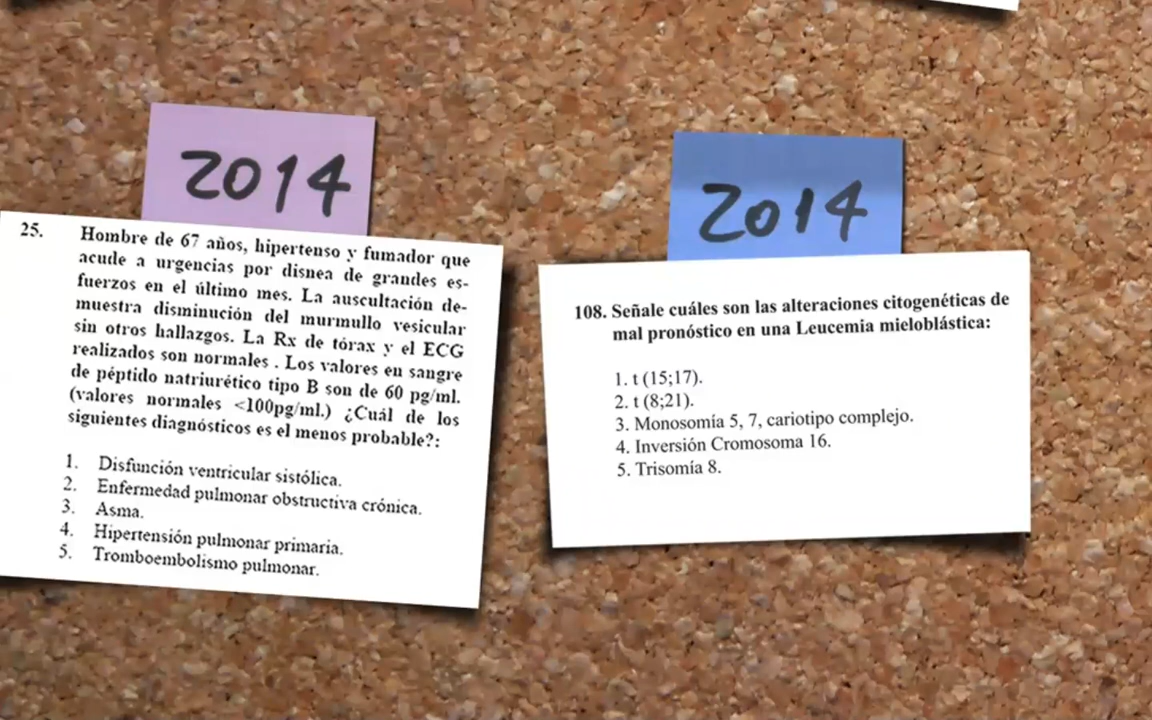 2014
25. Hombre de 67 años, hipertenso y fumador que
acude a urgencias por disnea de grandes es-
fuerzos en el último mes. La auscultación de-
muestra disminución del murmullo vesicular
sin otros hallazgos. La Rx de tórax y el ECG
realizados son normales . Los valores en sangre
de péptido natriurético tipo B son de 60 pg/ml.
(valores normales <100pg/ml.) ¿Cuál de los
siguientes diagnósticos es el menos probable?:
1. Disfunción ventricular sistólica.
2. Enfermedad pulmonar obstructiva crónica.
3. Asma.
4. Hipertensión pulmonar primaria.
5. Tromboembolismo pulmonar.
2014
108. Señale cuáles son las alteraciones citogenéticas de
mal pronóstico en una Leucemia mieloblástica:
1. t (15;17).
2. t (8;21).
3. Monosomía 5, 7, cariotipo complejo.
4. Inversión Cromosoma 16.
5. Trisomía 8.